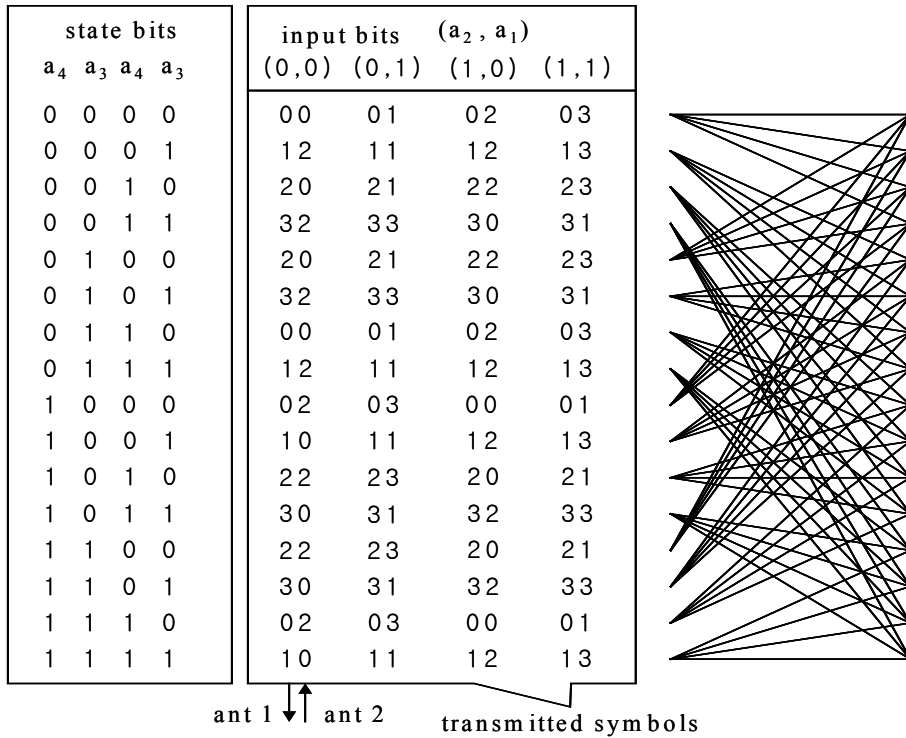 state bits
input bits (a2 , a1)
a4 a3 a4 a3
(0,0) (0,1) (1,0) (1,1)
0 0 0 0 00 01 02 03
0 0 0 1 12 11 12 13
0 0 1 0 20 21 22 23
0 0 1 1 32 33 30 31
0 1 0 0 20 21 22 23
0 1 0 1 32 33 30 31
0 1 1 0 00 01 02 03
0 1 1 1 12 11 12 13
1 0 0 0 02 03 00 01
1 0 0 1 10 11 12 13
1 0 1 0 22 23 20 21
1 0 1 1 30 31 32 33
1 1 0 0 22 23 20 21
1 1 0 1 30 31 32 33
1 1 1 0 02 03 00 01
1 1 1 1 10 11 12 13
ant 1 ant 2
transmitted symbols